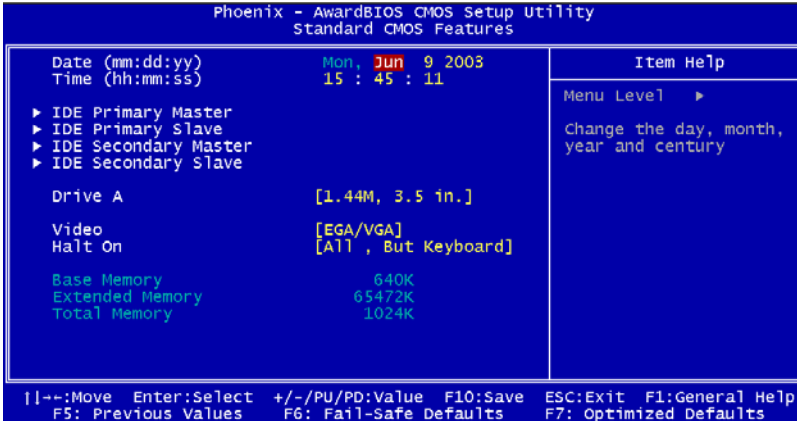 Phoenix - AwardBIOS CMOS Setup Utility
Standard CMOS Features
Date (mm:dd:yy) Mon, Jun 9 2003
Time (hh:mm:ss) 15 : 45 : 11
▶ IDE Primary Master
▶ IDE Primary Slave
▶ IDE Secondary Master
▶ IDE Secondary Slave
Drive A [1.44M, 3.5 in.]
Video [EGA/VGA]
Halt On [All , But Keyboard]
Base Memory 640K
Extended Memory 65472K
Total Memory 1024K
Item Help
Menu Level ▶
Change the day, month,
year and century
↑↓→←:Move Enter:Select +/-/PU/PD:Value F10:Save ESC:Exit F1:General Help
F5: Previous Values F6: Fail-Safe Defaults F7: Optimized Defaults